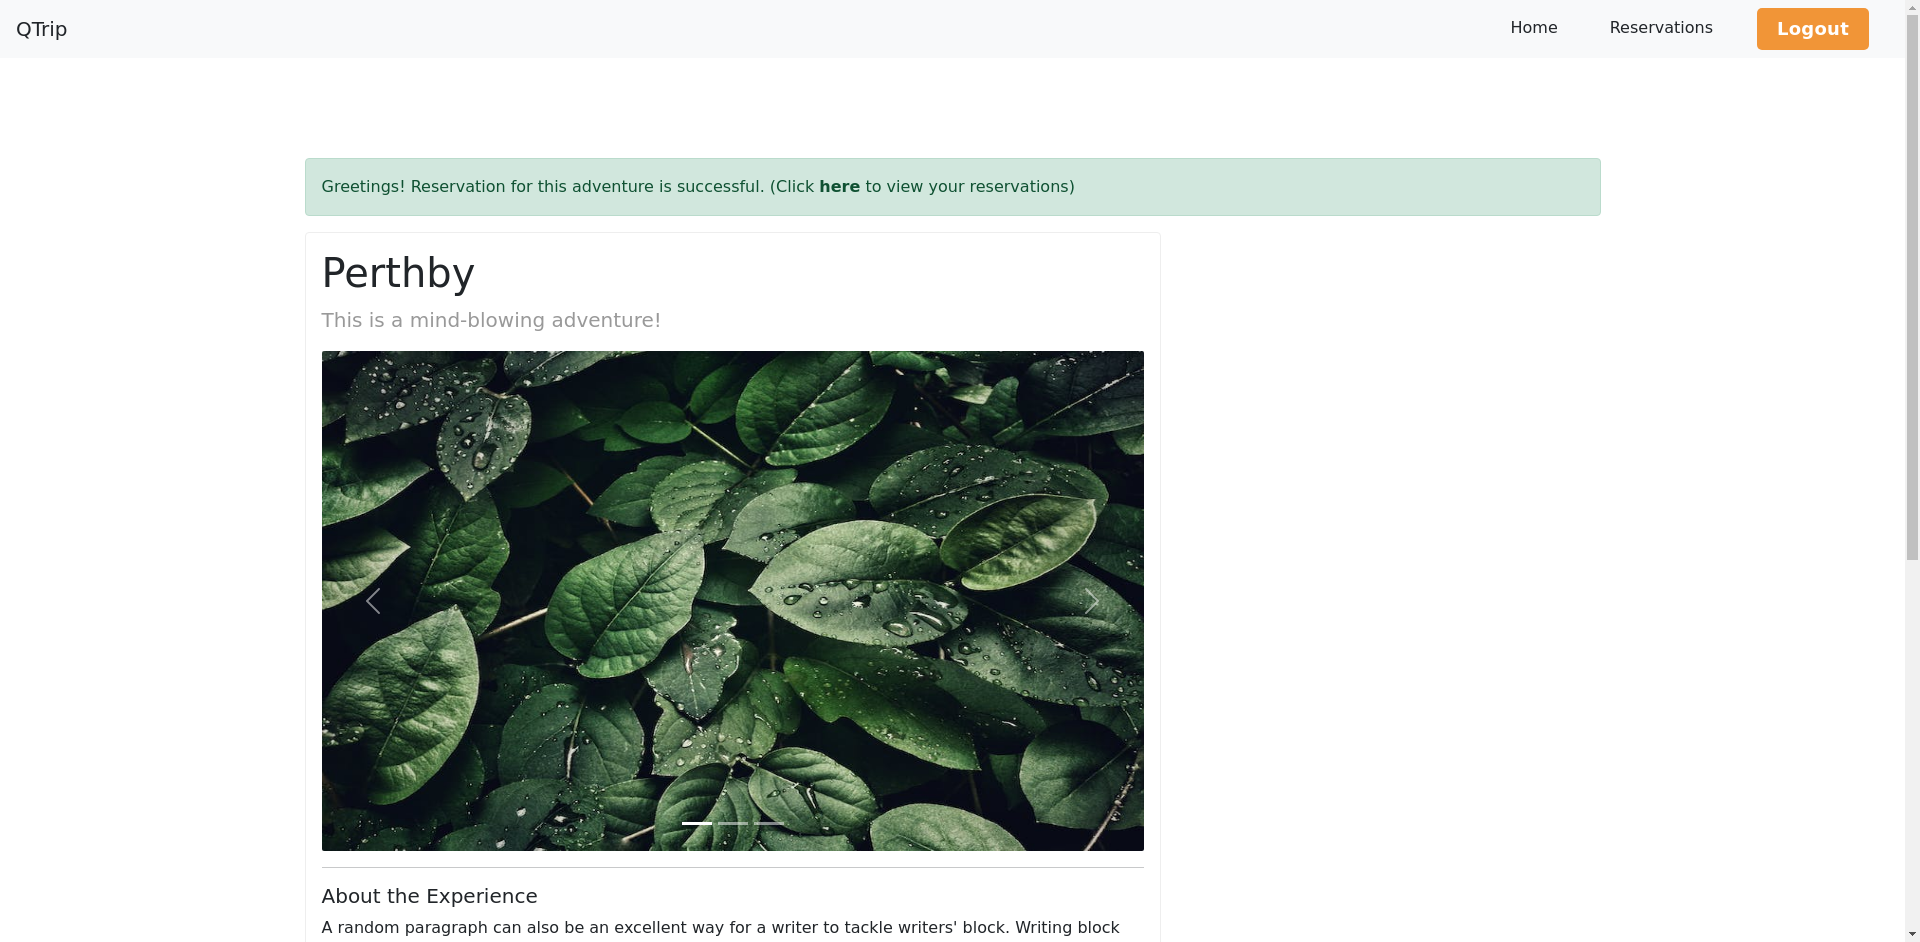 QTrip
Home
Reservations
Logout
Greetings! Reservation for this adventure is successful. (Click here to view your reservations)
Perthby
This is a mind-blowing adventure!
About the Experience
A random paragraph can also be an excellent way for a writer to tackle writers' block. Writing block